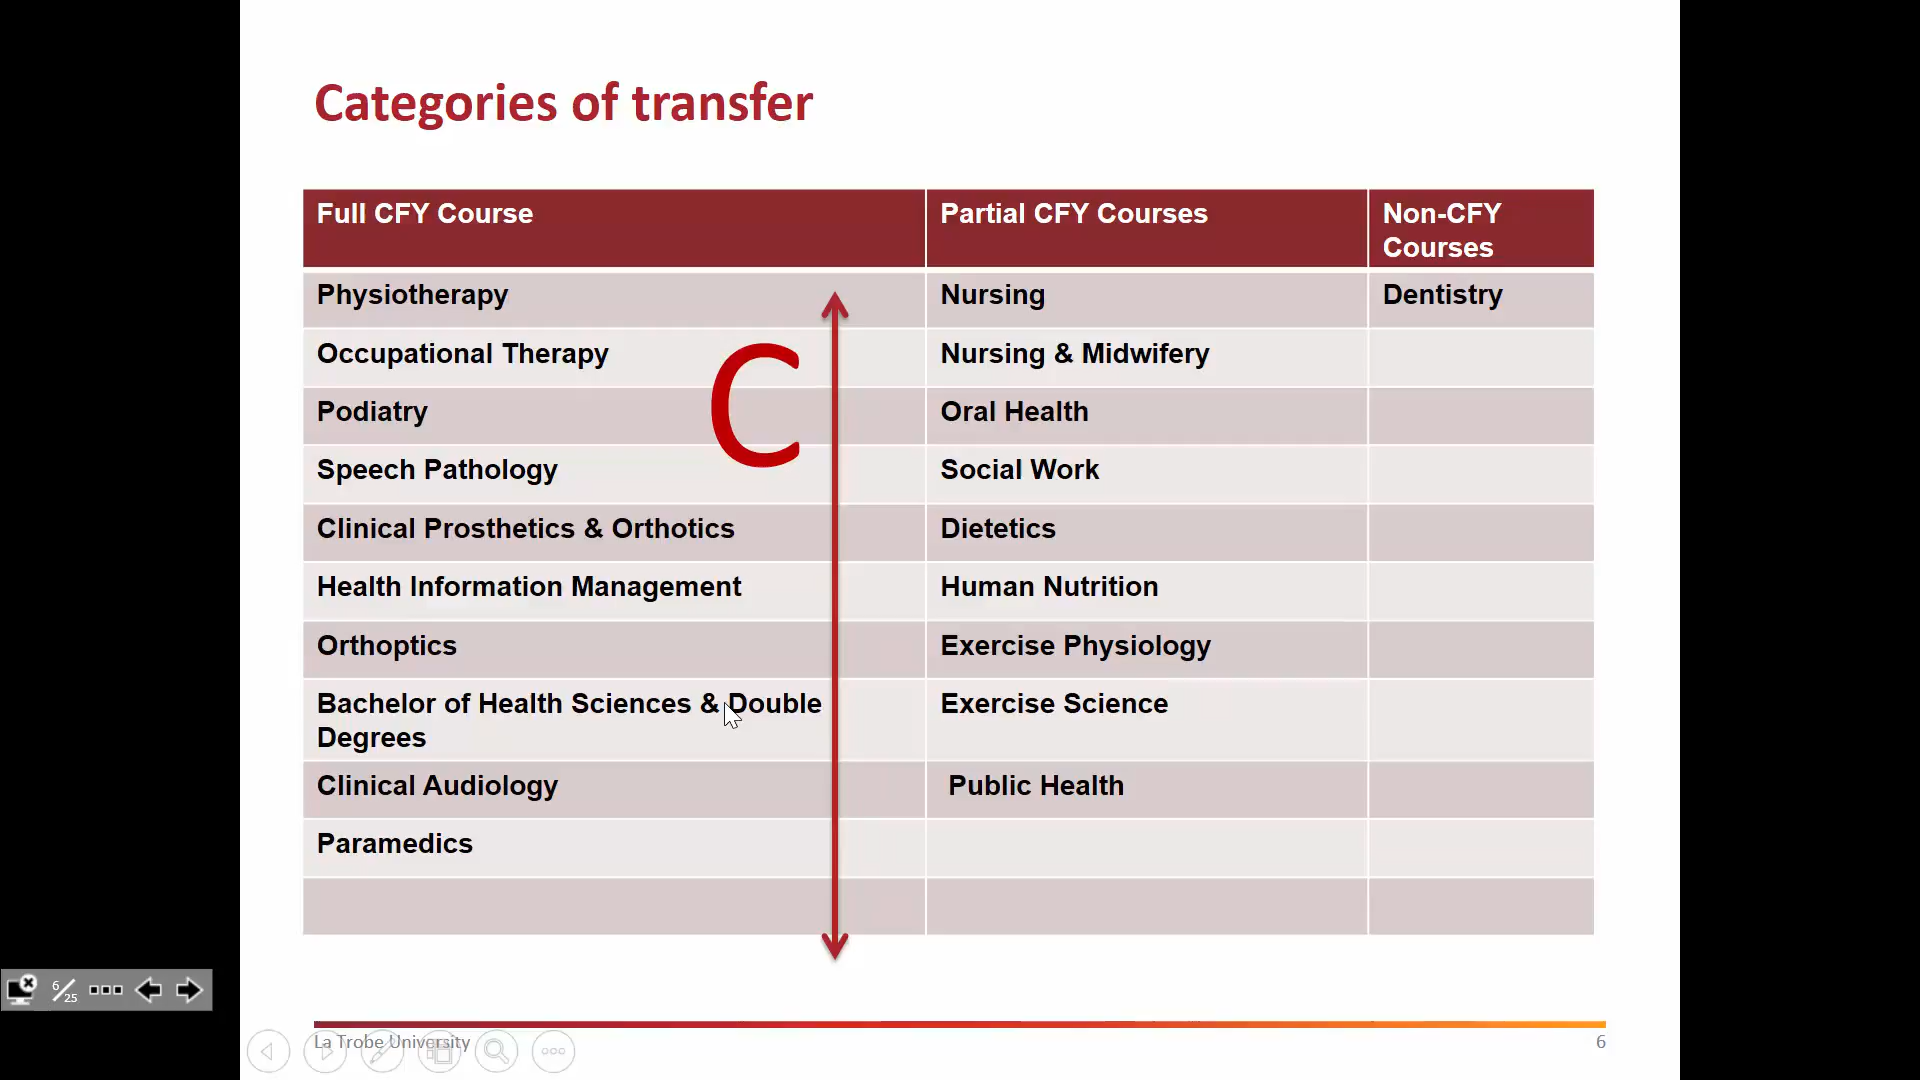 Categories of transfer
Full CFY Course
Partial CFY Courses
Non-CFY
Courses
Physiotherapy
Nursing
Dentistry
Occupational Therapy
Nursing & Midwifery
C
Podiatry
Oral Health
Speech Pathology
Social Work
Clinical Prosthetics & Orthotics
Dietetics
Health Information Management
Human Nutrition
Orthoptics
Exercise Physiology
Bachelor of Health Sciences & Double
Degrees
Exercise Science
Clinical Audiology
Public Health
Paramedics
6/25
La Trobe University
6